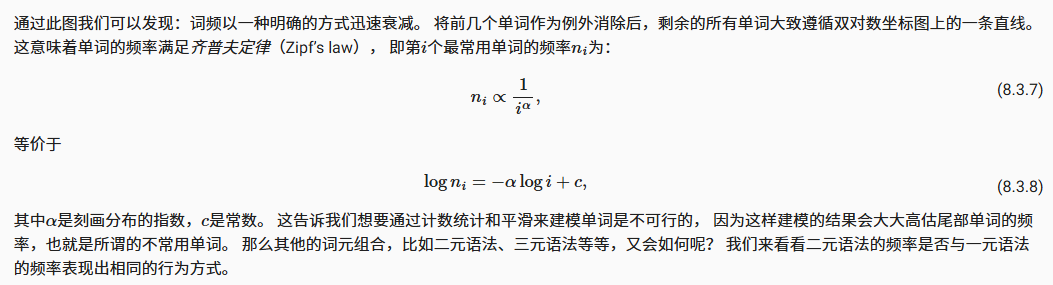 通过此图我们可以发现：词频以一种明确的方式迅速衰减。 将前几个单词作为例外消除后，剩余的所有单词大致遵循双对数坐标图上的一条直线。
这意味着单词的频率满足齐普夫定律（Zipf's law）， 即第i个最常用单词的频率nᵢ为：
nᵢ ∝ 1/i^α, (8.3.7)
等价于
log nᵢ = −α log i + c, (8.3.8)
其中α是刻画分布的指数，c是常数。 这告诉我们想要通过计数统计和平滑来建模单词是不可行的， 因为这样建模的结果会大大高估尾部单词的频
率，也就是所谓的不常用单词。 那么其他的词元组合，比如二元语法、三元语法等等，又会如何呢？ 我们来看看二元语法的频率是否与一元语法
的频率表现出相同的行为方式。